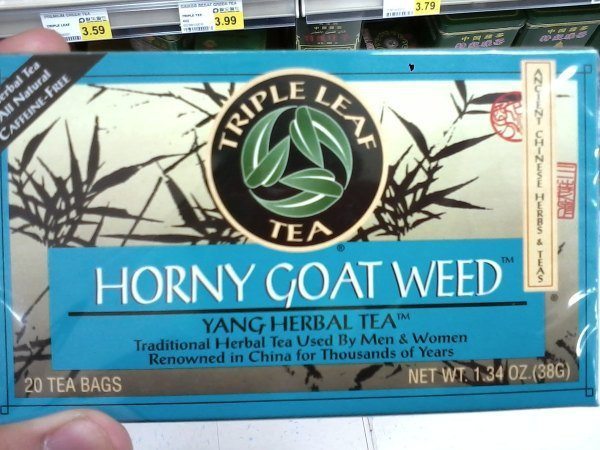 3.59
3.99
3.79
Herbal Tea
All Natural
CAFFEINE-FREE
TRIPLE LEAF
TEA
®
ANCIENT CHINESE HERBS & TEAS
HORNY GOAT WEED™
YANG HERBAL TEA™
Traditional Herbal Tea Used By Men & Women
Renowned in China for Thousands of Years
20 TEA BAGS
NET WT. 1.34 OZ.(38G)